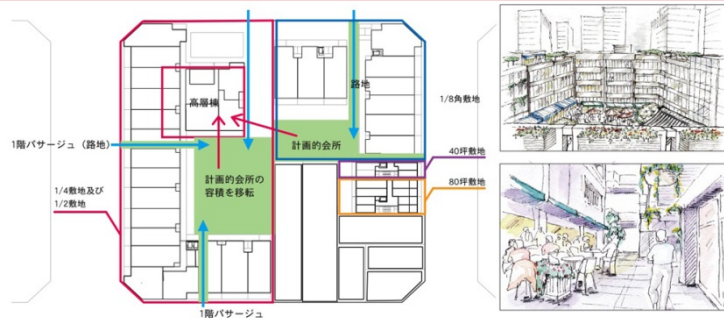 路地
高層棟
1/8角敷地
1階パサージュ（路地）
計画的会所
40坪敷地
計画的会所の
容積を移転
80坪敷地
1/4敷地及び
1/2敷地
1階パサージュ